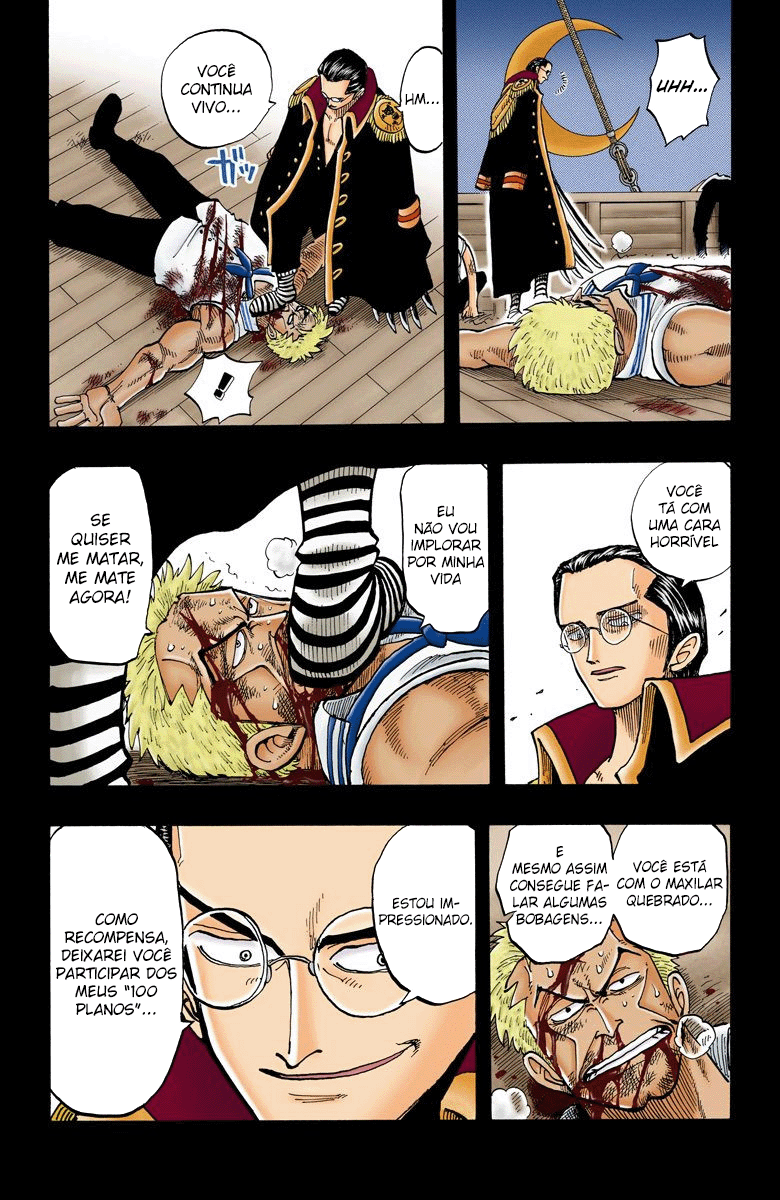 UHH...
HM...
VOCÊ
CONTINUA
VIVO...
ガッ
!
VOCÊ
TÁ COM
UMA CARA
HORRÍVEL
EU
NÃO VOU
IMPLORAR
POR MINHA
VIDA
SE
QUISER
ME MATAR,
ME MATE
AGORA!
VOCÊ ESTÁ
COM O MAXILAR
QUEBRADO...
E
MESMO ASSIM
CONSEGUE FA-
LAR ALGUMAS
BOBAGENS...
ESTOU IM-
PRESSIONADO.
COMO
RECOMPENSA,
DEIXAREI VOCÊ
PARTICIPAR DOS
MEUS "100
PLANOS"...